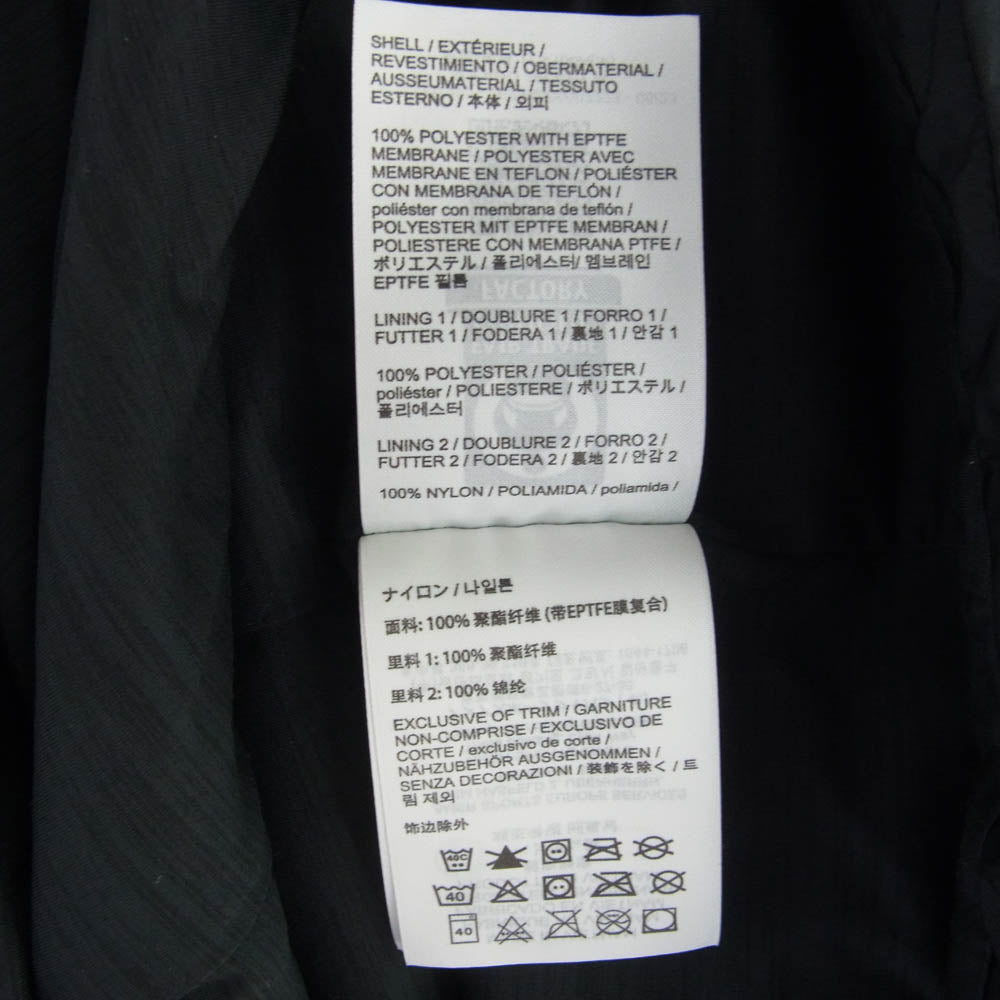 SHELL / EXTÉRIEUR /
REVESTIMIENTO / OBERMATERIAL /
AUSSEUMATERIAL / TESSUTO
ESTERNO / 本体 / 외피
100% POLYESTER WITH EPTFE
MEMBRANE / POLYESTER AVEC
MEMBRANE EN TEFLON / POLIÉSTER
CON MEMBRANA DE TEFLÓN /
poliéster con membrana de teflón /
POLYESTER MIT EPTFE MEMBRAN /
POLIESTERE CON MEMBRANA PTFE /
ポリエステル / 폴리에스터/ 멤브레인
EPTFE 필름
LINING 1 / DOUBLURE 1 / FORRO 1 /
FUTTER 1 / FODERA 1 / 裏地 1 / 안감 1
100% POLYESTER / POLIÉSTER /
poliéster / POLIESTERE / ポリエステル /
폴리에스터
LINING 2 / DOUBLURE 2 / FORRO 2 /
FUTTER 2 / FODERA 2 / 裏地 2 / 안감 2
100% NYLON / POLIAMIDA / poliamida /
ナイロン / 나일론
面料: 100% 聚酯纤维 (带EPTFE膜复合)
里料 1: 100% 聚酯纤维
里料 2: 100% 锦纶
EXCLUSIVE OF TRIM / GARNITURE
NON-COMPRISE / EXCLUSIVO DE
CORTE / exclusivo de corte /
NÄHZUBEHÖR AUSGENOMMEN /
SENZA DECORAZIONI / 装飾を除く / 트
림 제외
饰边除外
40C
40
40